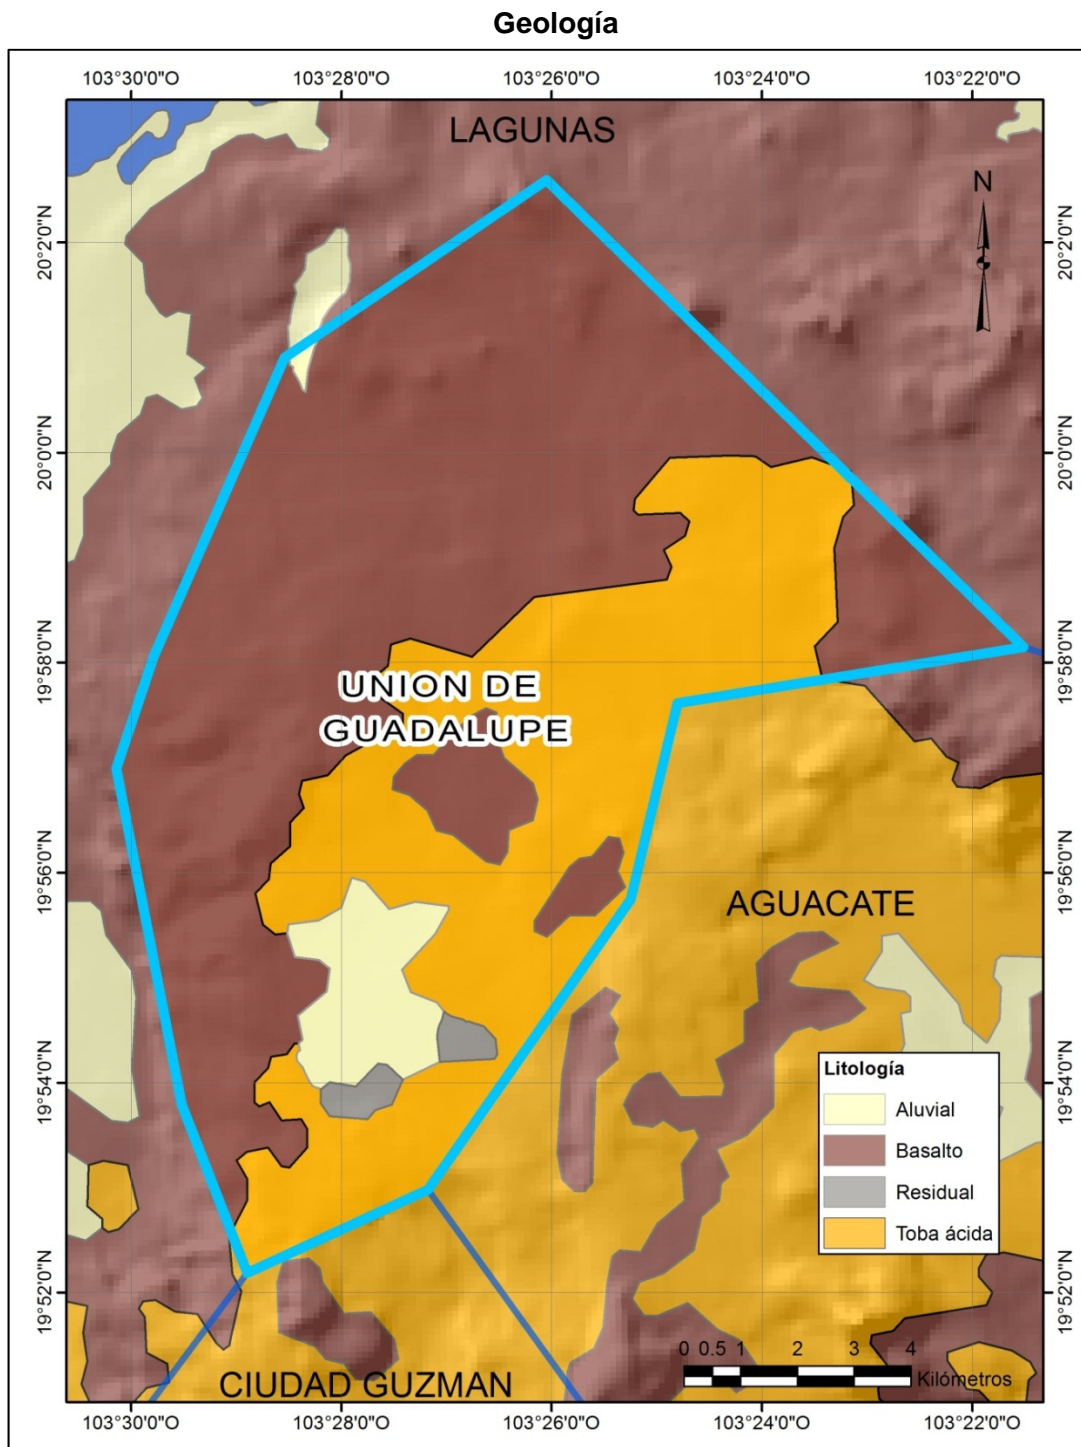 Geología
103°30'0"O 103°28'0"O 103°26'0"O 103°24'0"O 103°22'0"O
LAGUNAS
N
20°2'0"N 20°2'0"N
20°0'0"N 20°0'0"N
19°58'0"N 19°58'0"N
UNION DE
GUADALUPE
19°56'0"N 19°56'0"N
AGUACATE
19°54'0"N 19°54'0"N
Litología
Aluvial
Basalto
Residual
Toba ácida
19°52'0"N 19°52'0"N
0 0.5 1 2 3 4
Kilómetros
CIUDAD GUZMAN
103°30'0"O 103°28'0"O 103°26'0"O 103°24'0"O 103°22'0"O